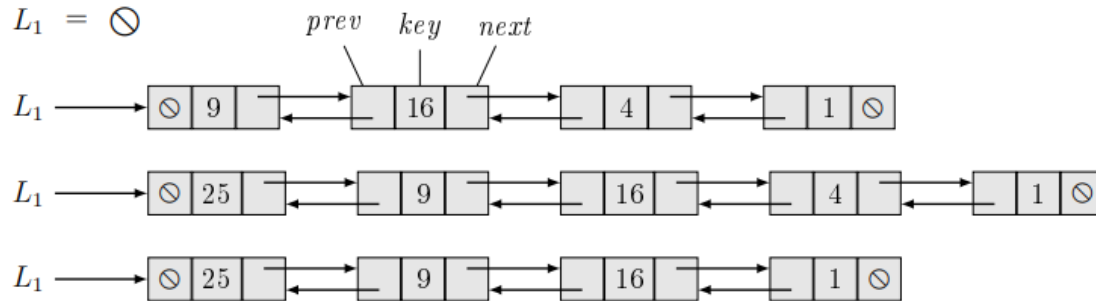 L₁ = ⦸
prev key next
L₁ ⦸ 9 16 4 1 ⦸
L₁ ⦸ 25 9 16 4 1 ⦸
L₁ ⦸ 25 9 16 1 ⦸